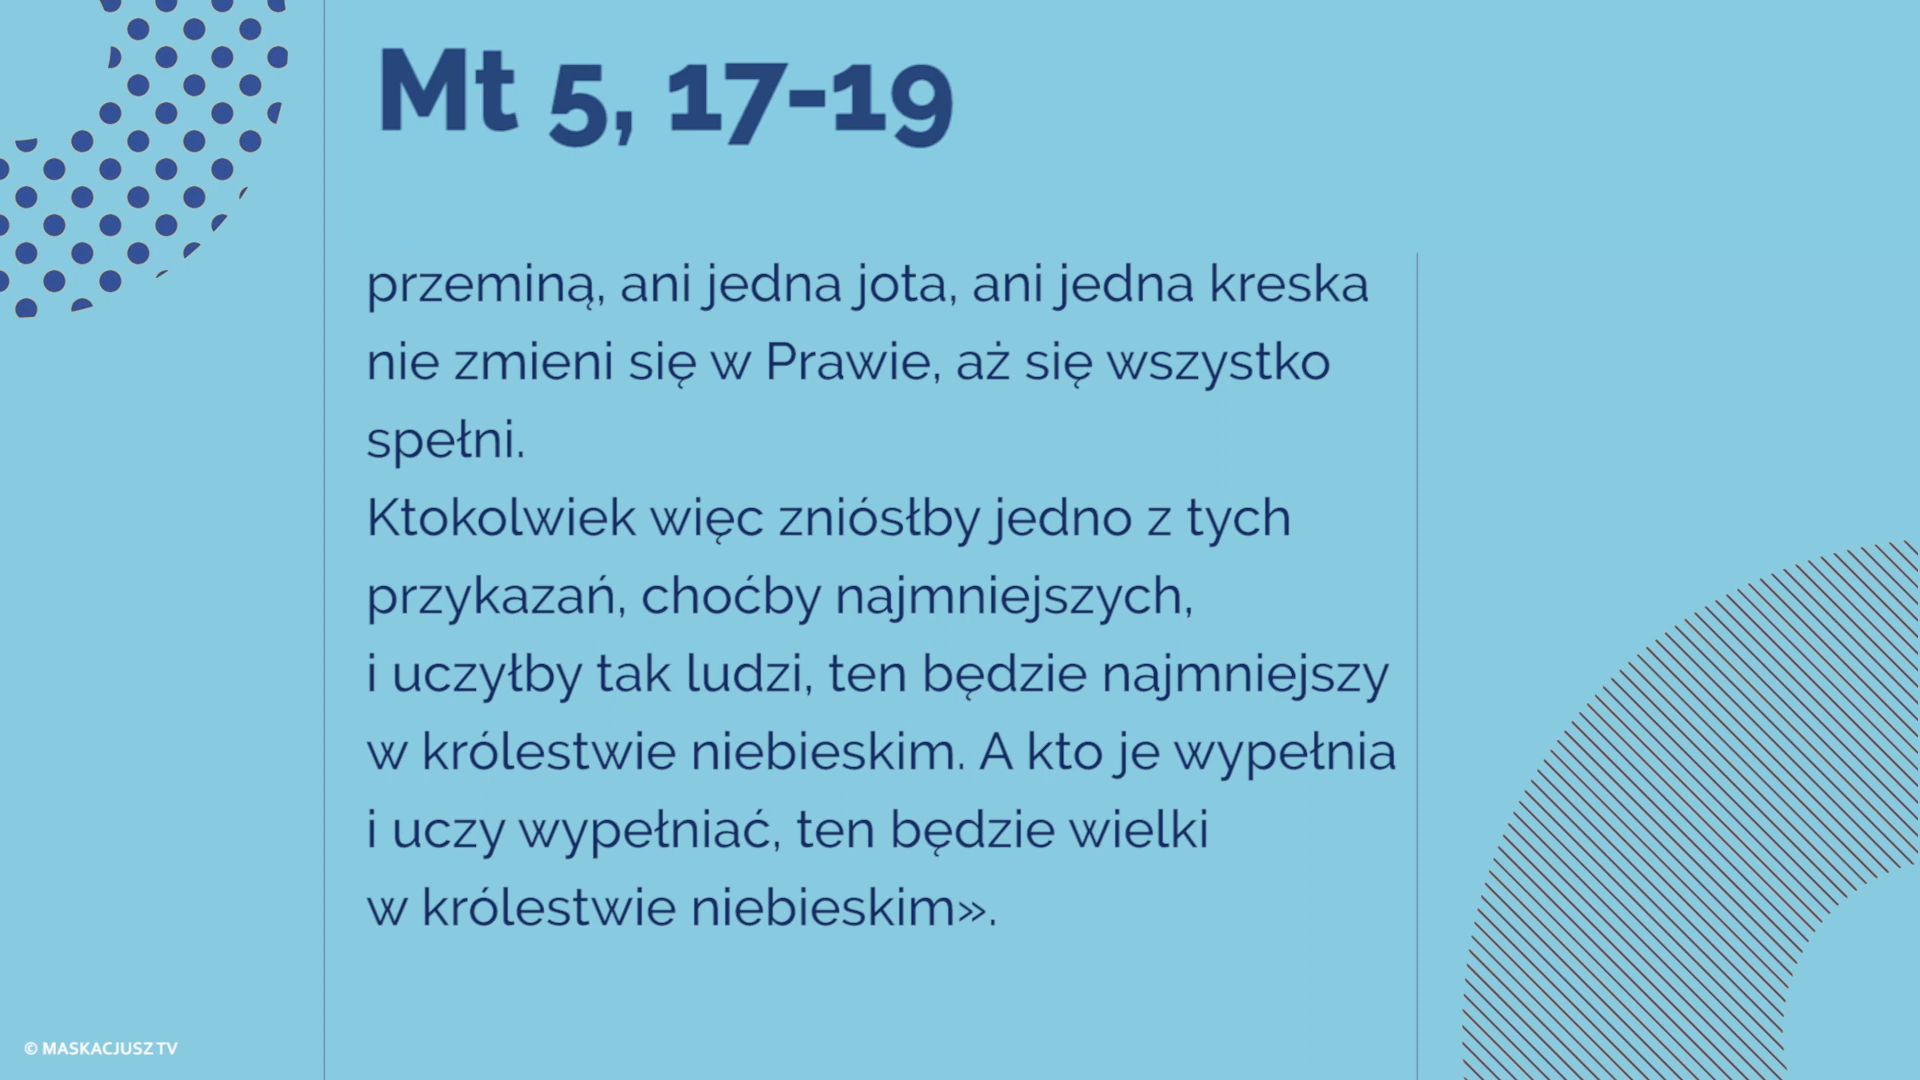 Mt 5, 17-19
przeminą, ani jedna jota, ani jedna kreska
nie zmieni się w Prawie, aż się wszystko
spełni.
Ktokolwiek więc zniósłby jedno z tych
przykazań, choćby najmniejszych,
i uczyłby tak ludzi, ten będzie najmniejszy
w królestwie niebieskim. A kto je wypełnia
i uczy wypełniać, ten będzie wielki
w królestwie niebieskim».
© MASKACJUSZ TV